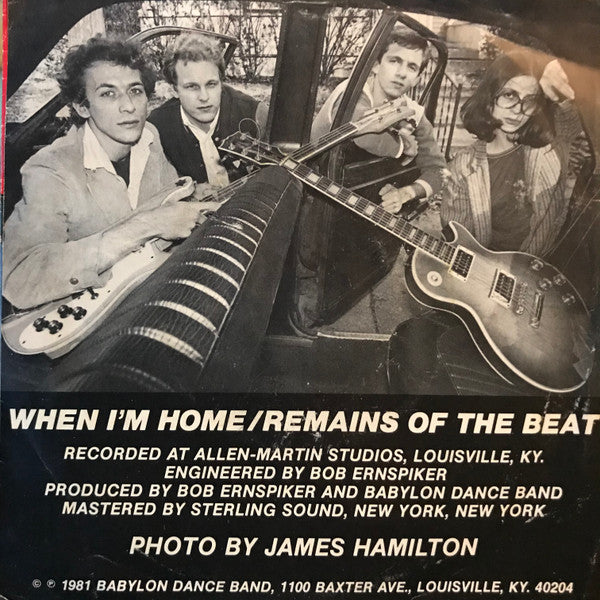 WHEN I'M HOME/REMAINS OF THE BEAT
RECORDED AT ALLEN-MARTIN STUDIOS, LOUISVILLE, KY.
ENGINEERED BY BOB ERNSPIKER
PRODUCED BY BOB ERNSPIKER AND BABYLON DANCE BAND
MASTERED BY STERLING SOUND, NEW YORK, NEW YORK
PHOTO BY JAMES HAMILTON
© ℗ 1981 BABYLON DANCE BAND, 1100 BAXTER AVE., LOUISVILLE, KY. 40204